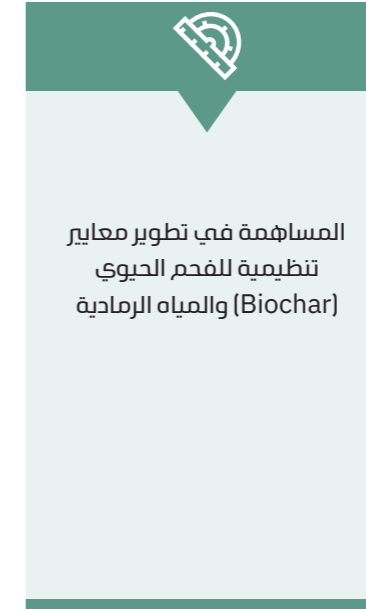 المساهمة في تطوير معايير
تنظيمية للفحم الحيوي
(Biochar) والمياه الرمادية